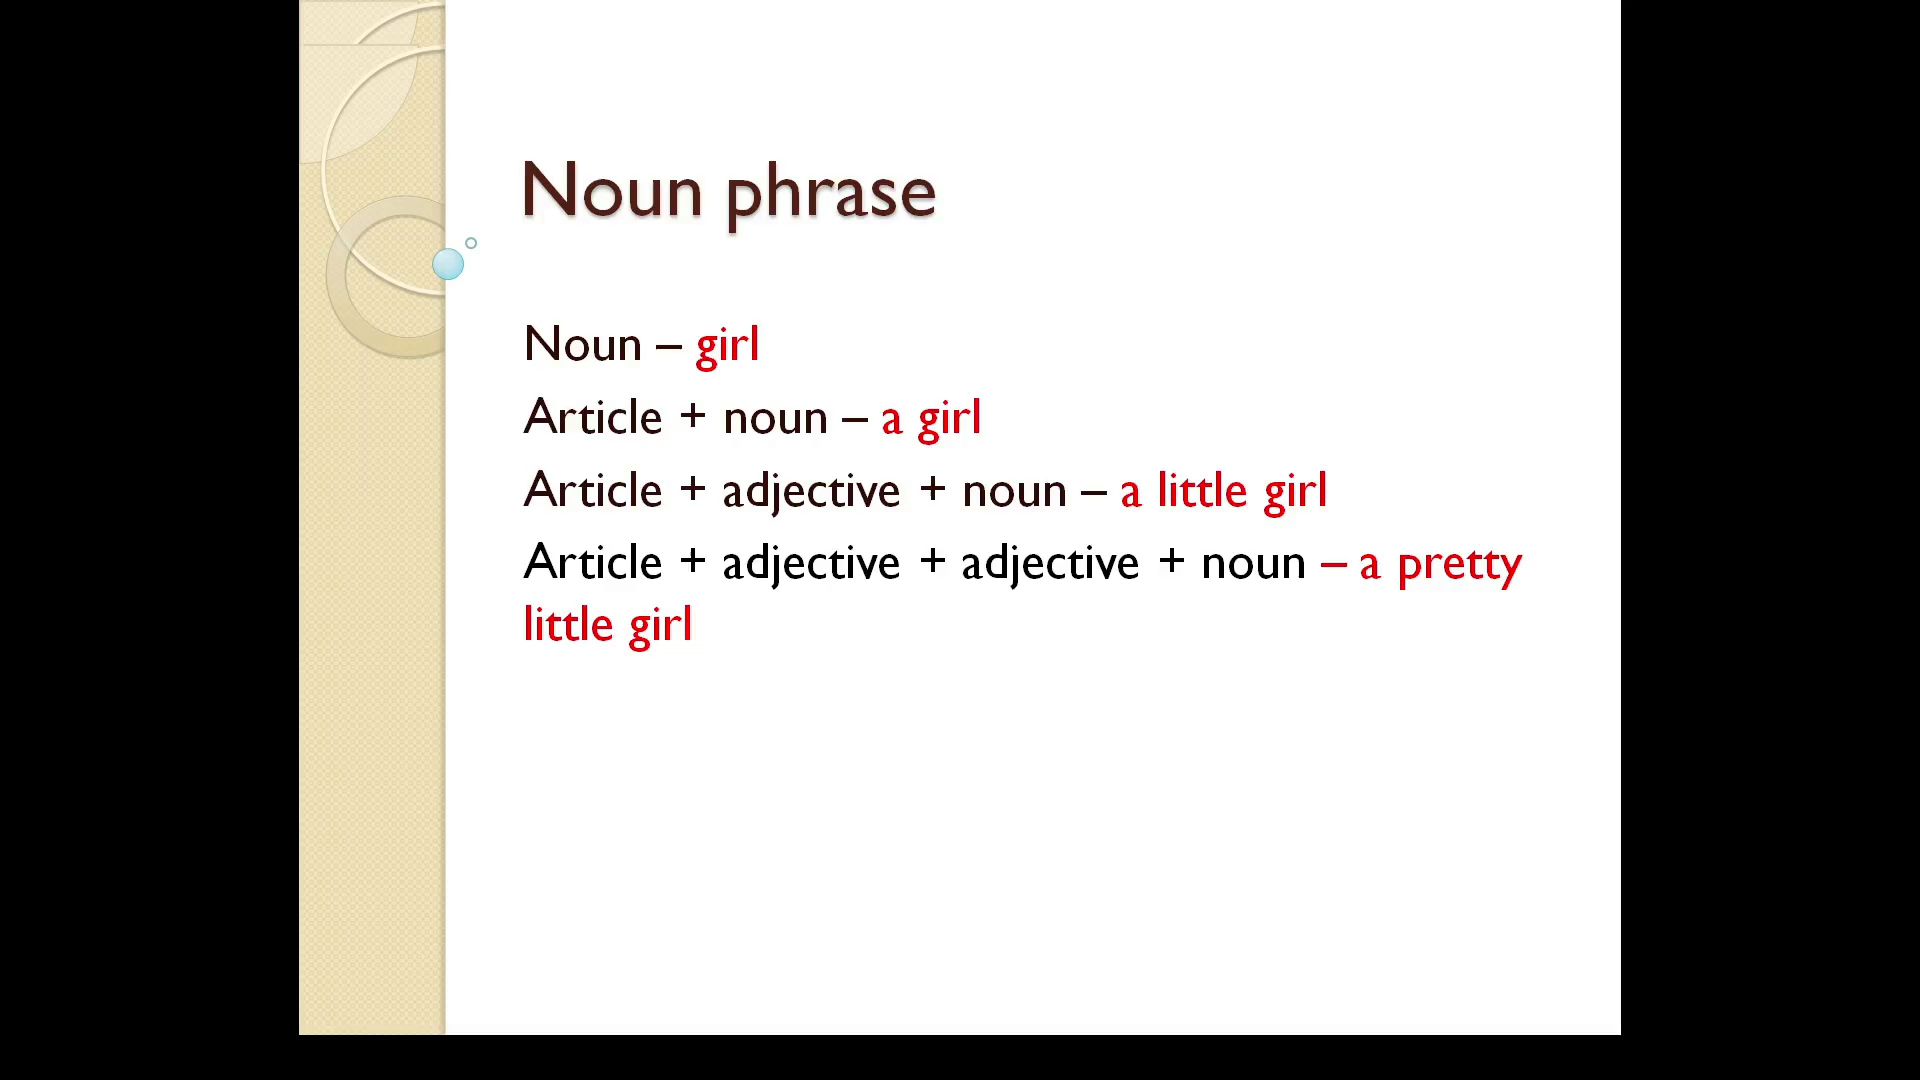 Noun phrase
Noun – girl
Article + noun – a girl
Article + adjective + noun – a little girl
Article + adjective + adjective + noun – a pretty
little girl